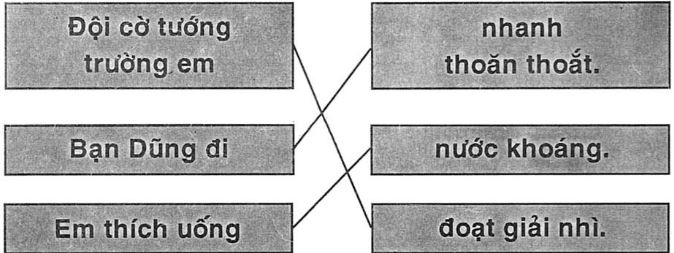 Đội cờ tướng
trường em
nhanh
thoăn thoắt.
Bạn Dũng đi
nước khoáng.
Em thích uống
đoạt giải nhì.